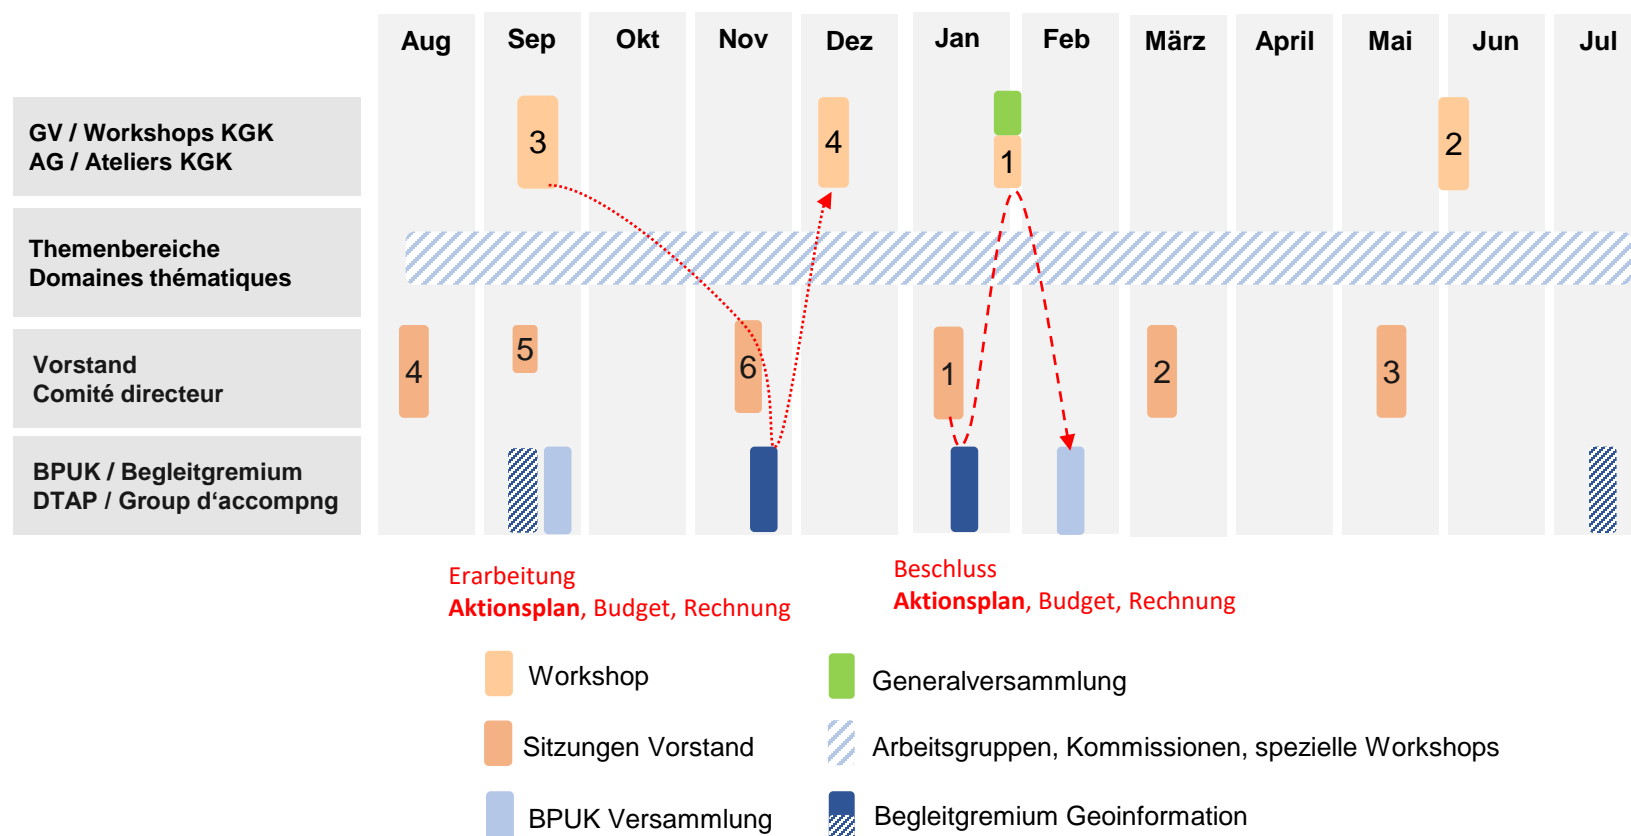 Aug Sep Okt Nov Dez Jan Feb März April Mai Jun Jul
GV / Workshops KGK
AG / Ateliers KGK
3 4 1 2
Themenbereiche
Domaines thématiques
Vorstand
Comité directeur
4 5 6 1 2 3
BPUK / Begleitgremium
DTAP / Group d‘accompng
Erarbeitung
Aktionsplan, Budget, Rechnung
Beschluss
Aktionsplan, Budget, Rechnung
Workshop
Generalversammlung
Sitzungen Vorstand
Arbeitsgruppen, Kommissionen, spezielle Workshops
BPUK Versammlung
Begleitgremium Geoinformation